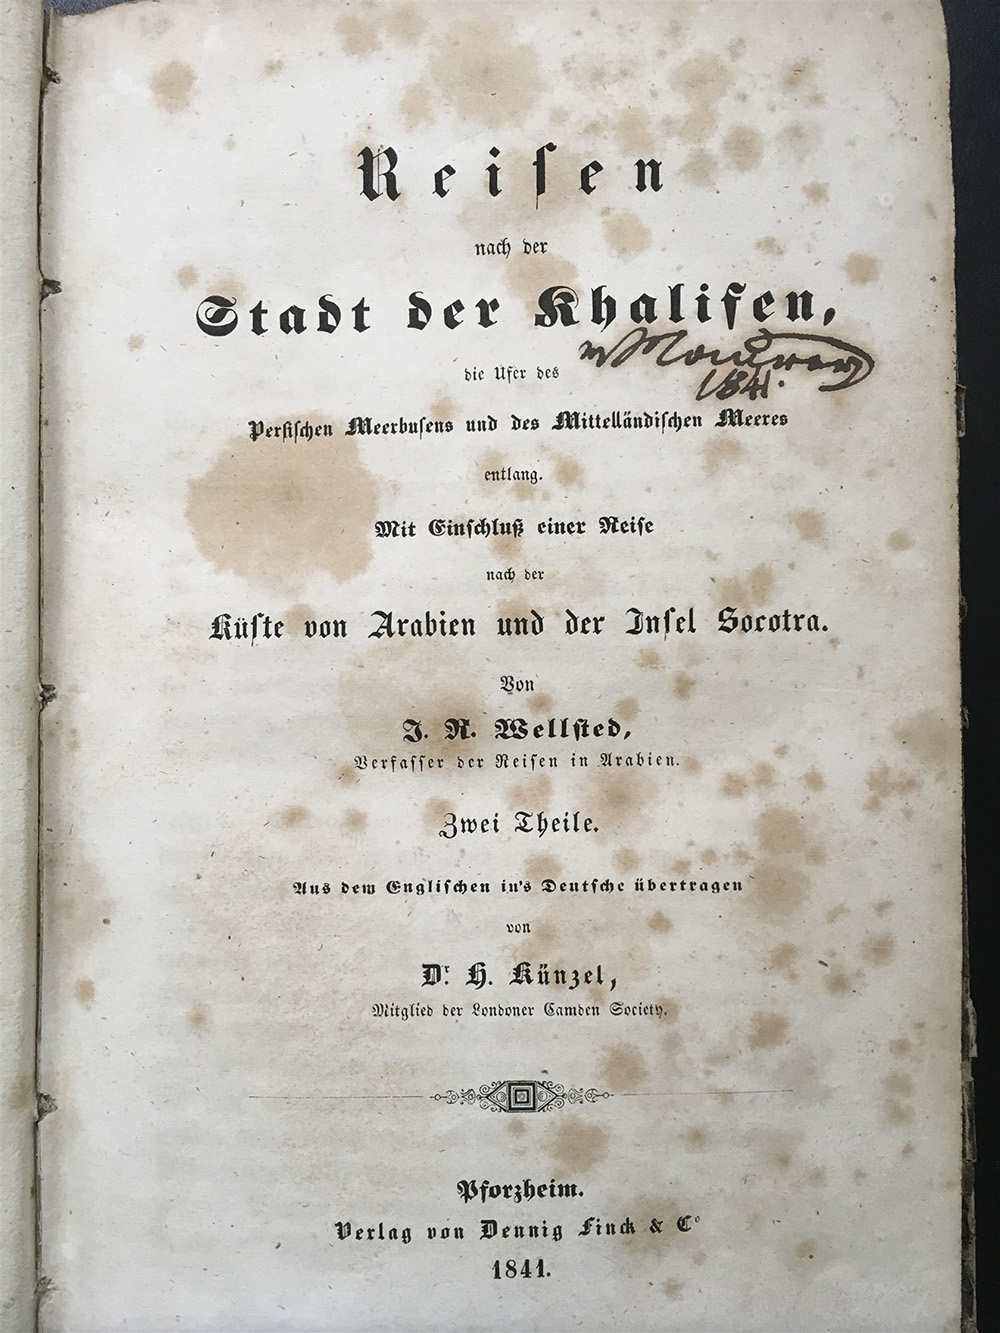 Reisen
nach der
Stadt der Khalifen,
die Ufer des
1841.
Persischen Meerbusens und des Mittelländischen Meeres
entlang.
Mit Einschluß einer Reise
nach der
Küste von Arabien und der Insel Socotra.
Von
J. R. Wellsted,
Verfasser der Reisen in Arabien.
Zwei Theile.
Aus dem Englischen in's Deutsche übertragen
von
Dr. H. Künzel,
Mitglied der Londoner Camden Society.
Pforzheim.
Verlag von Dennig Finck & Co
1841.